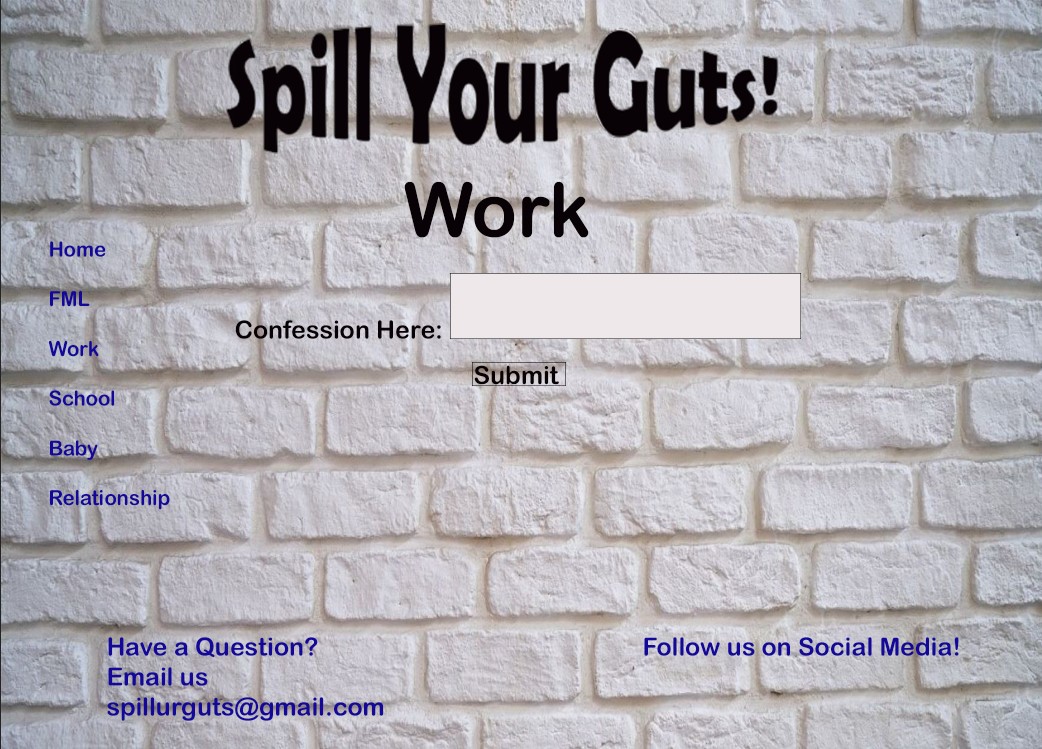 Spill Your Guts!
Work
Home
FML
Work
School
Baby
Relationship
Confession Here:
Submit
Have a Question?
Email us
spillurguts@gmail.com
Follow us on Social Media!